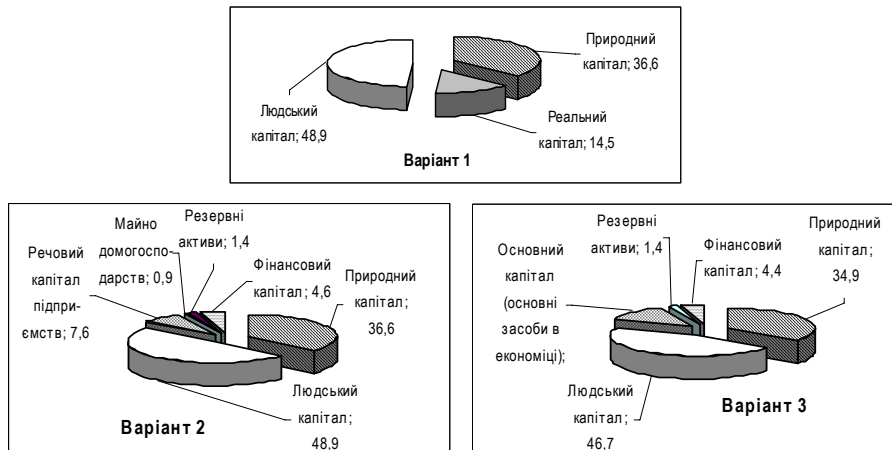 Природний
капітал; 36,6
Реальний
капітал; 14,5
Людський
капітал; 48,9
Варіант 1
Резервні
активи; 1,4
Майно
домогоспо-
дарств; 0,9
Речовий
капітал
підпри-
ємств; 7,6
Фінансовий
капітал; 4,6
Природний
капітал;
36,6
Людський
капітал;
48,9
Варіант 2
Резервні
активи; 1,4
Фінансовий
капітал; 4,4
Природний
капітал;
34,9
Основний
капітал
(основні
засоби в
економіці);
Людський
капітал;
46,7
Варіант 3